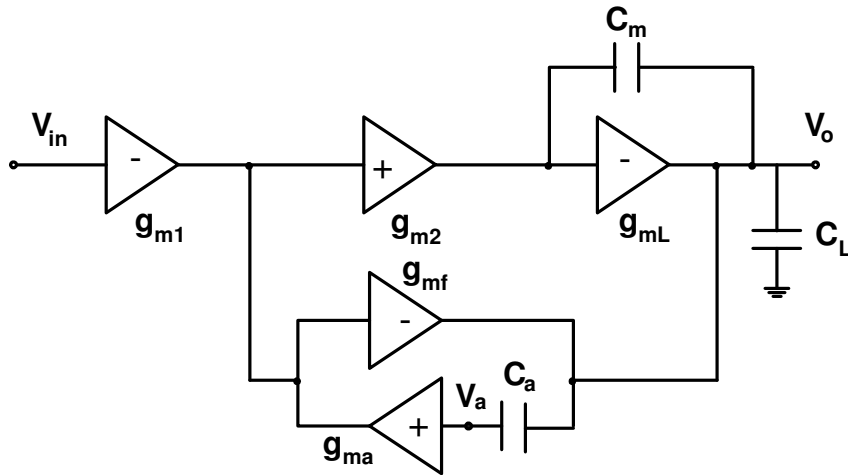 C_m
V_in
V_o
-
+
-
g_m1
g_m2
g_mL
C_L
g_mf
-
V_a
C_a
+
g_ma